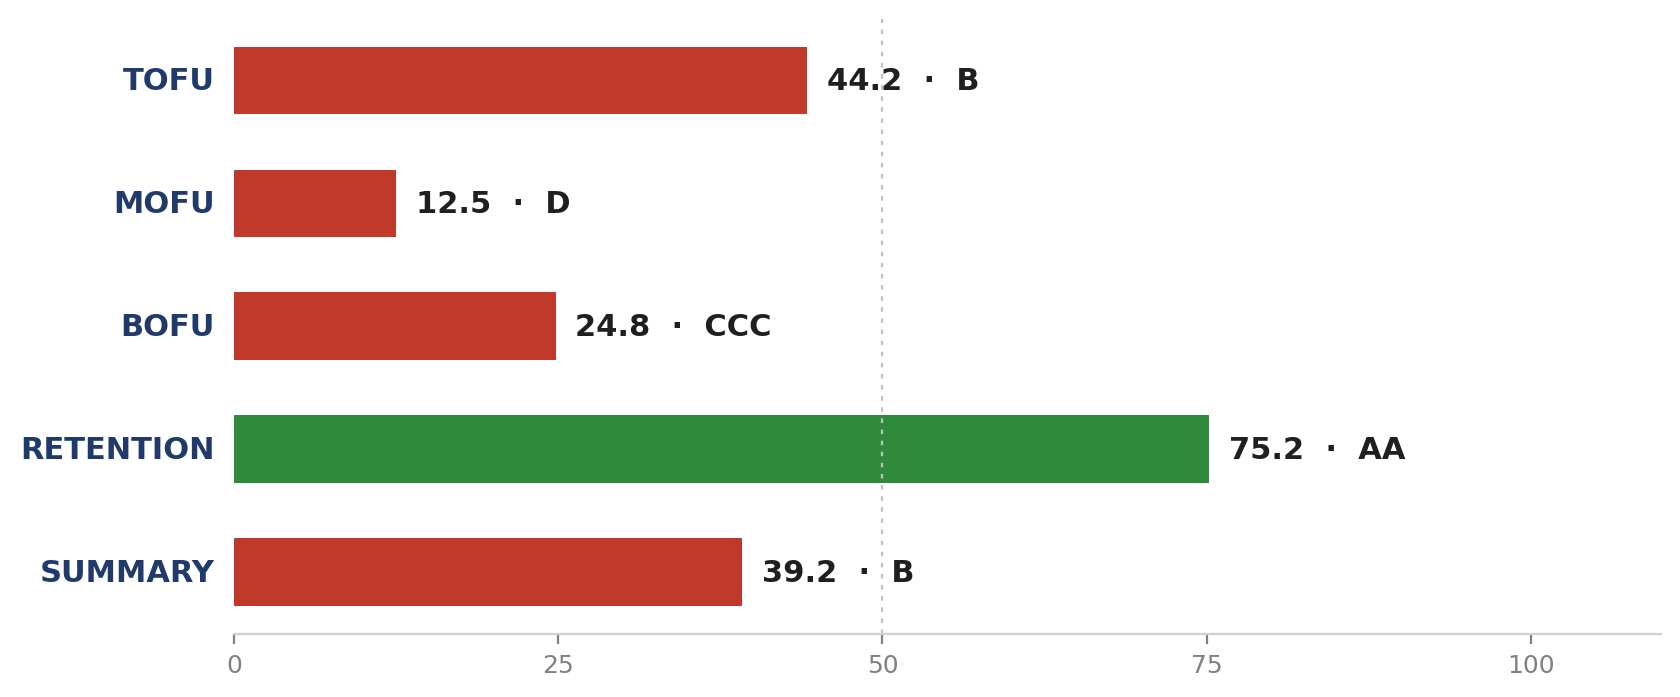 TOFU 44.2 · B
MOFU 12.5 · D
BOFU 24.8 · CCC
RETENTION 75.2 · AA
SUMMARY 39.2 · B
0 25 50 75 100